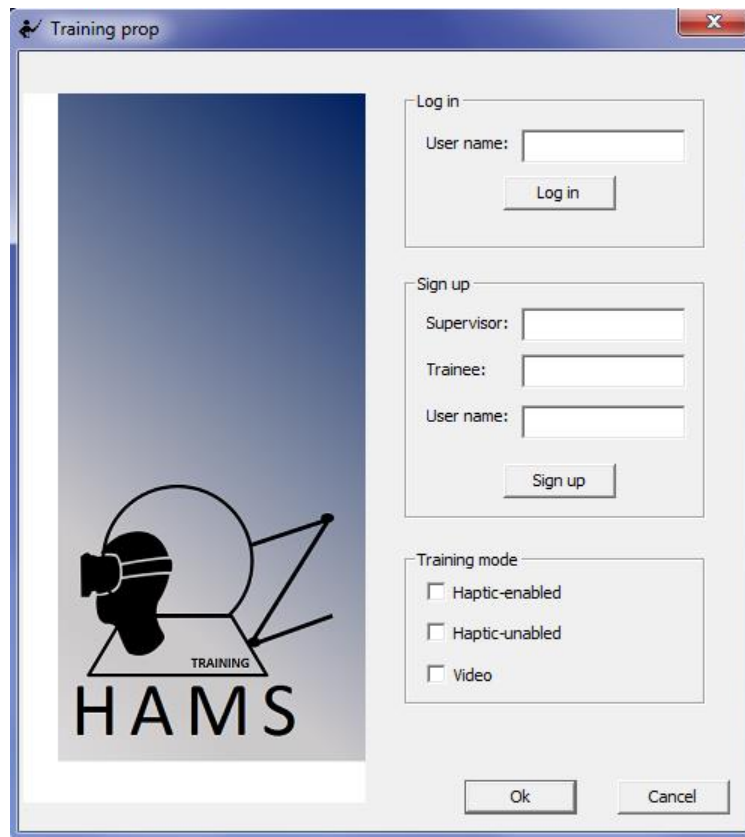 Training prop
Log in
User name:
Log in
Sign up
Supervisor:
Trainee:
User name:
Sign up
Training mode
Haptic-enabled
Haptic-unabled
Video
TRAINING
HAMS
Ok
Cancel